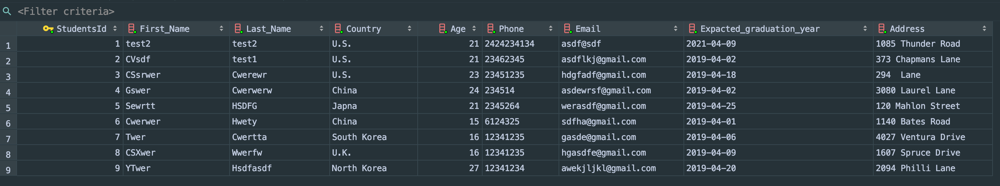 <Filter criteria>
StudentsId First_Name Last_Name Country Age Phone Email Expacted_graduation_year Address
1 1 test2 test2 U.S. 21 2424234134 asdf@sdf 2021-04-09 1085 Thunder Road
2 2 CVsdf test1 U.S. 21 23462345 asdflkj@gmail.com 2019-04-02 373 Chapmans Lane
3 3 CSsrwer Cwerewr U.S. 23 23451235 hdgfadf@gmail.com 2019-04-18 294  Lane
4 4 Gswer Cwerwerw China 24 234514 asdewrsf@gmail.com 2019-04-02 3080 Laurel Lane
5 5 Sewrtt HSDFG Japna 21 2345264 werasdf@gmail.com 2019-04-25 120 Mahlon Street
6 6 Cwerwer Hwety China 15 6124325 sdfha@gmail.com 2019-04-01 1140 Bates Road
7 7 Twer Cwertta South Korea 16 12341235 gasde@gmail.com 2019-04-06 4027 Ventura Drive
8 8 CSXwer Wwerfw U.K. 16 12341235 hgasdfe@gmail.com 2019-04-09 1607 Spruce Drive
9 9 YTwer Hsdfasdf North Korea 27 12341234 awekjljkl@gmail.com 2019-04-20 2094 Philli Lane